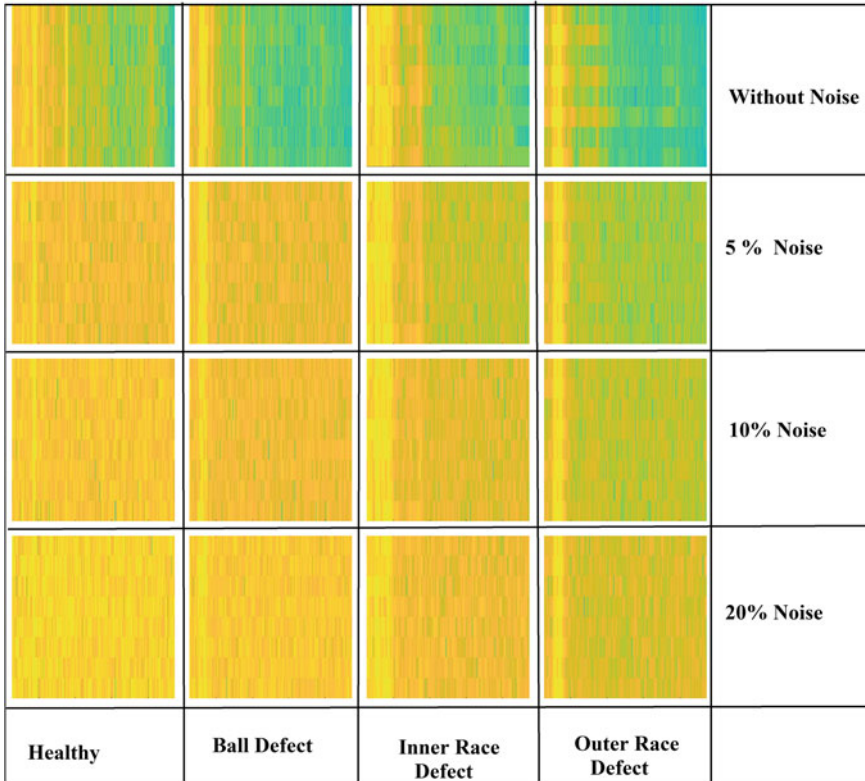 Without Noise
5 % Noise
10% Noise
20% Noise
Healthy
Ball Defect
Inner Race
Defect
Outer Race
Defect